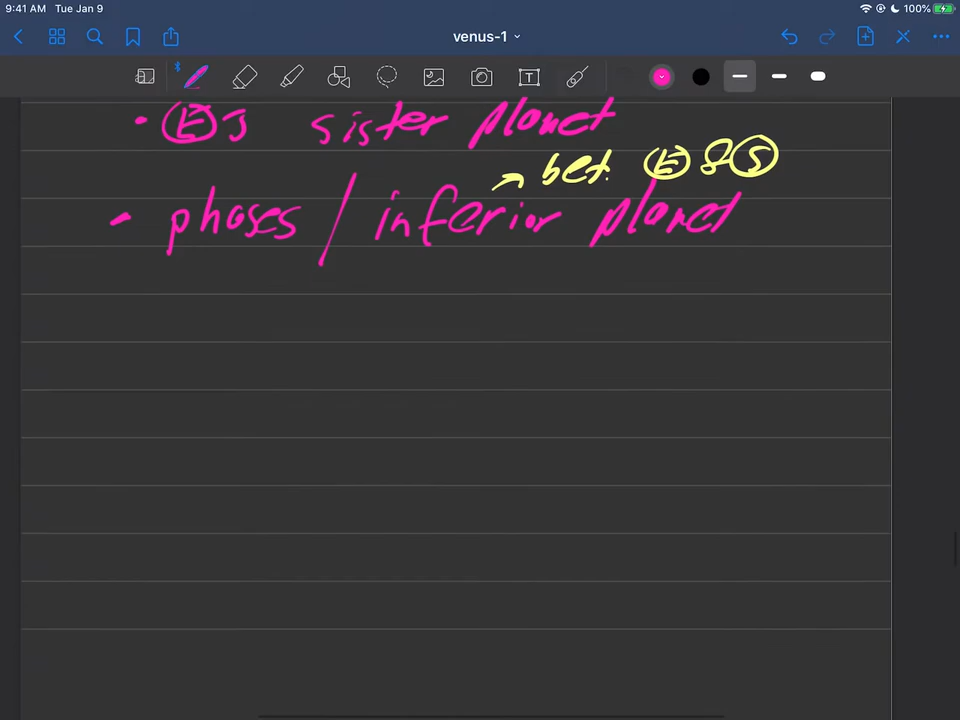 9:41 AM Tue Jan 9 100%
venus-1
• Ⓔ's sister planet
→ bet. Ⓔ & Ⓢ
• phases / inferior planet